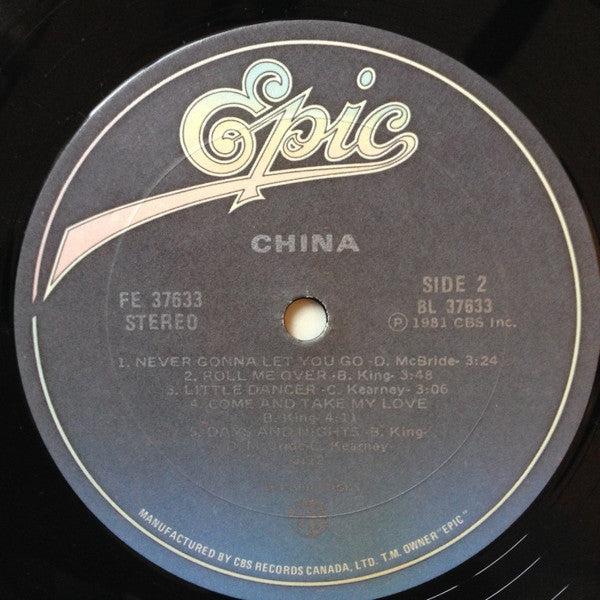 Epic
CHINA
FE 37633
STEREO
SIDE 2
BL 37633
Ⓟ 1981 CBS Inc.
1. NEVER GONNA LET YOU GO -D. McBride- 3:24
2. ROLL ME OVER -B. King- 3:48
3. LITTLE DANCER -C. Kearney- 3:06
4. COME AND TAKE MY LOVE
B. King- 4:11
5. DAYS AND NIGHTS -B. King-
Kearney-
MANUFACTURED BY CBS RECORDS CANADA, LTD. T.M. OWNER "EPIC"